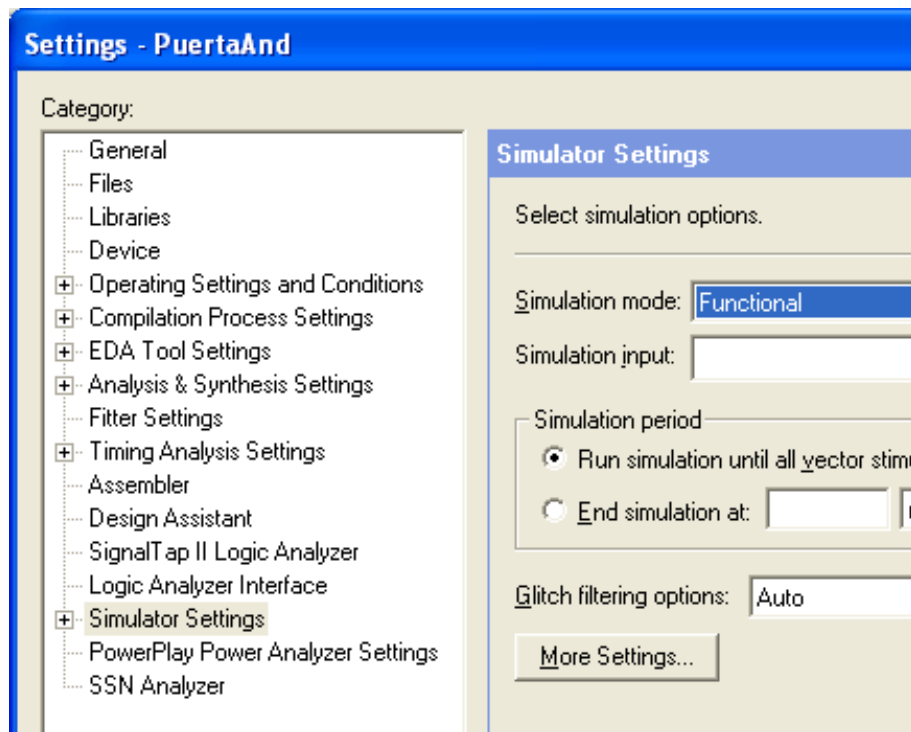 Settings - PuertaAnd
Category:
General
Files
Libraries
Device
Operating Settings and Conditions
Compilation Process Settings
EDA Tool Settings
Analysis & Synthesis Settings
Fitter Settings
Timing Analysis Settings
Assembler
Design Assistant
SignalTap II Logic Analyzer
Logic Analyzer Interface
Simulator Settings
PowerPlay Power Analyzer Settings
SSN Analyzer
Simulator Settings
Select simulation options.
Simulation mode: Functional
Simulation input:
Simulation period
Run simulation until all vector
End simulation at:
Glitch filtering options: Auto
More Settings...